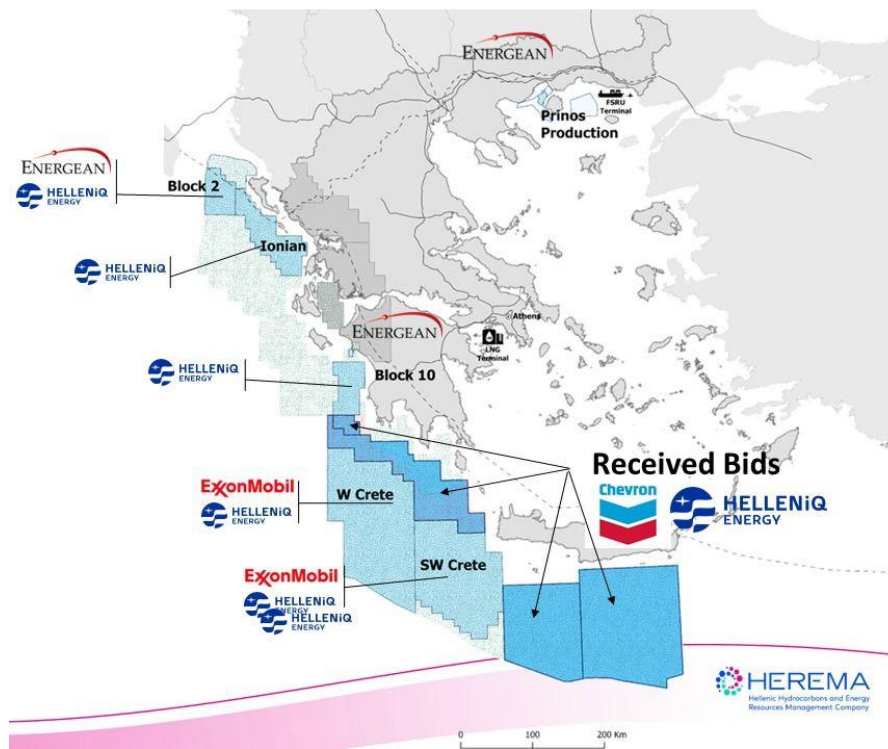 ENERGEAN
FSRU
Terminal
Prinos
Production
ENERGEAN
Block 2
HELLENiQ
ENERGY
Ionian
HELLENiQ
ENERGY
ENERGEAN
Athens
LNG
Terminal
HELLENiQ
ENERGY
Block 10
Received Bids
Chevron
HELLENiQ
ENERGY
ExxonMobil
W Crete
HELLENiQ
ENERGY
ExxonMobil
SW Crete
HELLENiQ
ENERGY
HELLENiQ
ENERGY
HEREMA
Hellenic Hydrocarbons and Energy
Resources Management Company
0 100 200 Km